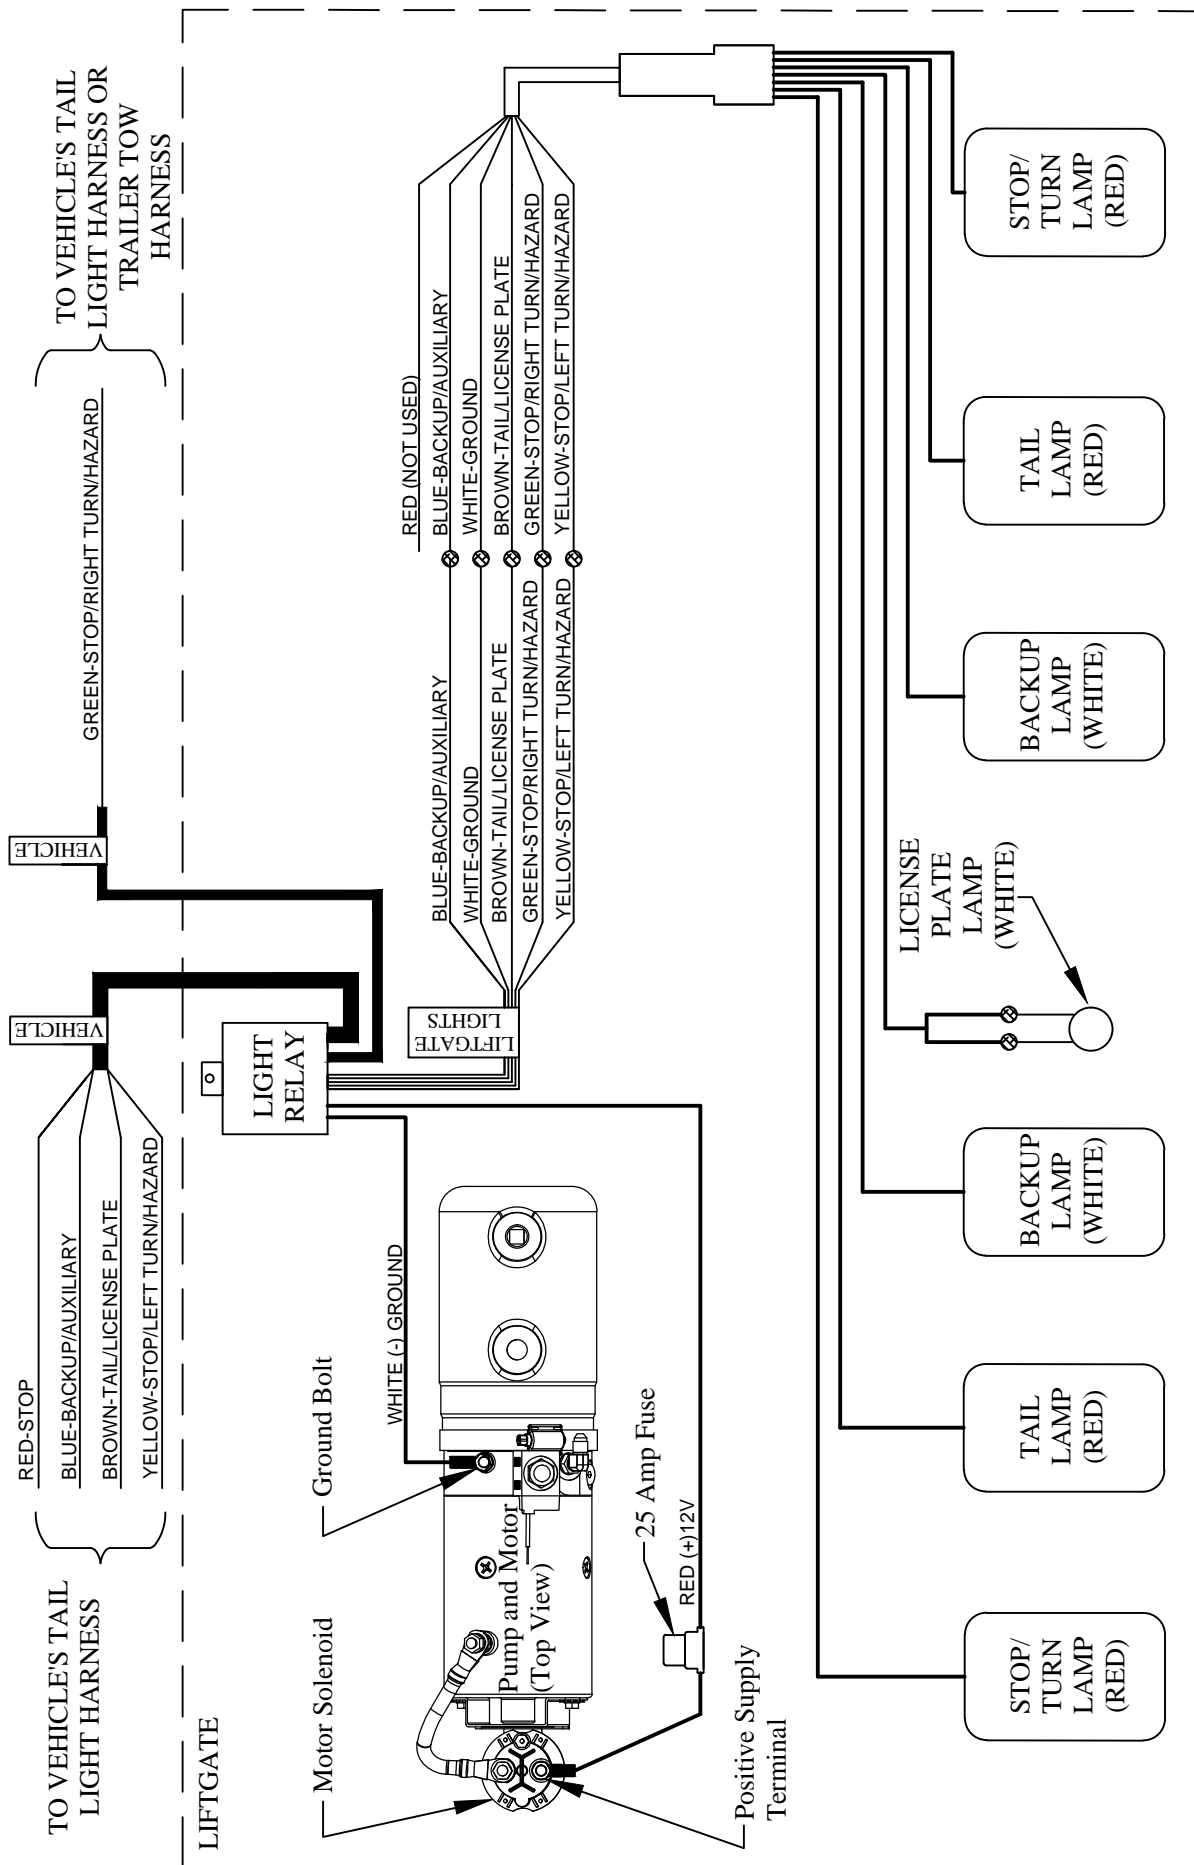 TO VEHICLE'S TAIL
LIGHT HARNESS
RED-STOP
BLUE-BACKUP/AUXILIARY
BROWN-TAIL/LICENSE PLATE
YELLOW-STOP/LEFT TURN/HAZARD
VEHICLE
VEHICLE
GREEN-STOP/RIGHT TURN/HAZARD
TO VEHICLE'S TAIL
LIGHT HARNESS OR
TRAILER TOW
HARNESS
LIFTGATE
LIGHT
RELAY
Motor Solenoid
Ground Bolt
WHITE (-) GROUND
Pump and Motor
(Top View)
25 Amp Fuse
RED (+)12V
Positive Supply
Terminal
LIFTGATE
LIGHTS
BLUE-BACKUP/AUXILIARY
WHITE-GROUND
BROWN-TAIL/LICENSE PLATE
GREEN-STOP/RIGHT TURN/HAZARD
YELLOW-STOP/LEFT TURN/HAZARD
RED (NOT USED)
BLUE-BACKUP/AUXILIARY
WHITE-GROUND
BROWN-TAIL/LICENSE PLATE
GREEN-STOP/RIGHT TURN/HAZARD
YELLOW-STOP/LEFT TURN/HAZARD
STOP/
TURN
LAMP
(RED)
TAIL
LAMP
(RED)
BACKUP
LAMP
(WHITE)
LICENSE
PLATE
LAMP
(WHITE)
BACKUP
LAMP
(WHITE)
TAIL
LAMP
(RED)
STOP/
TURN
LAMP
(RED)